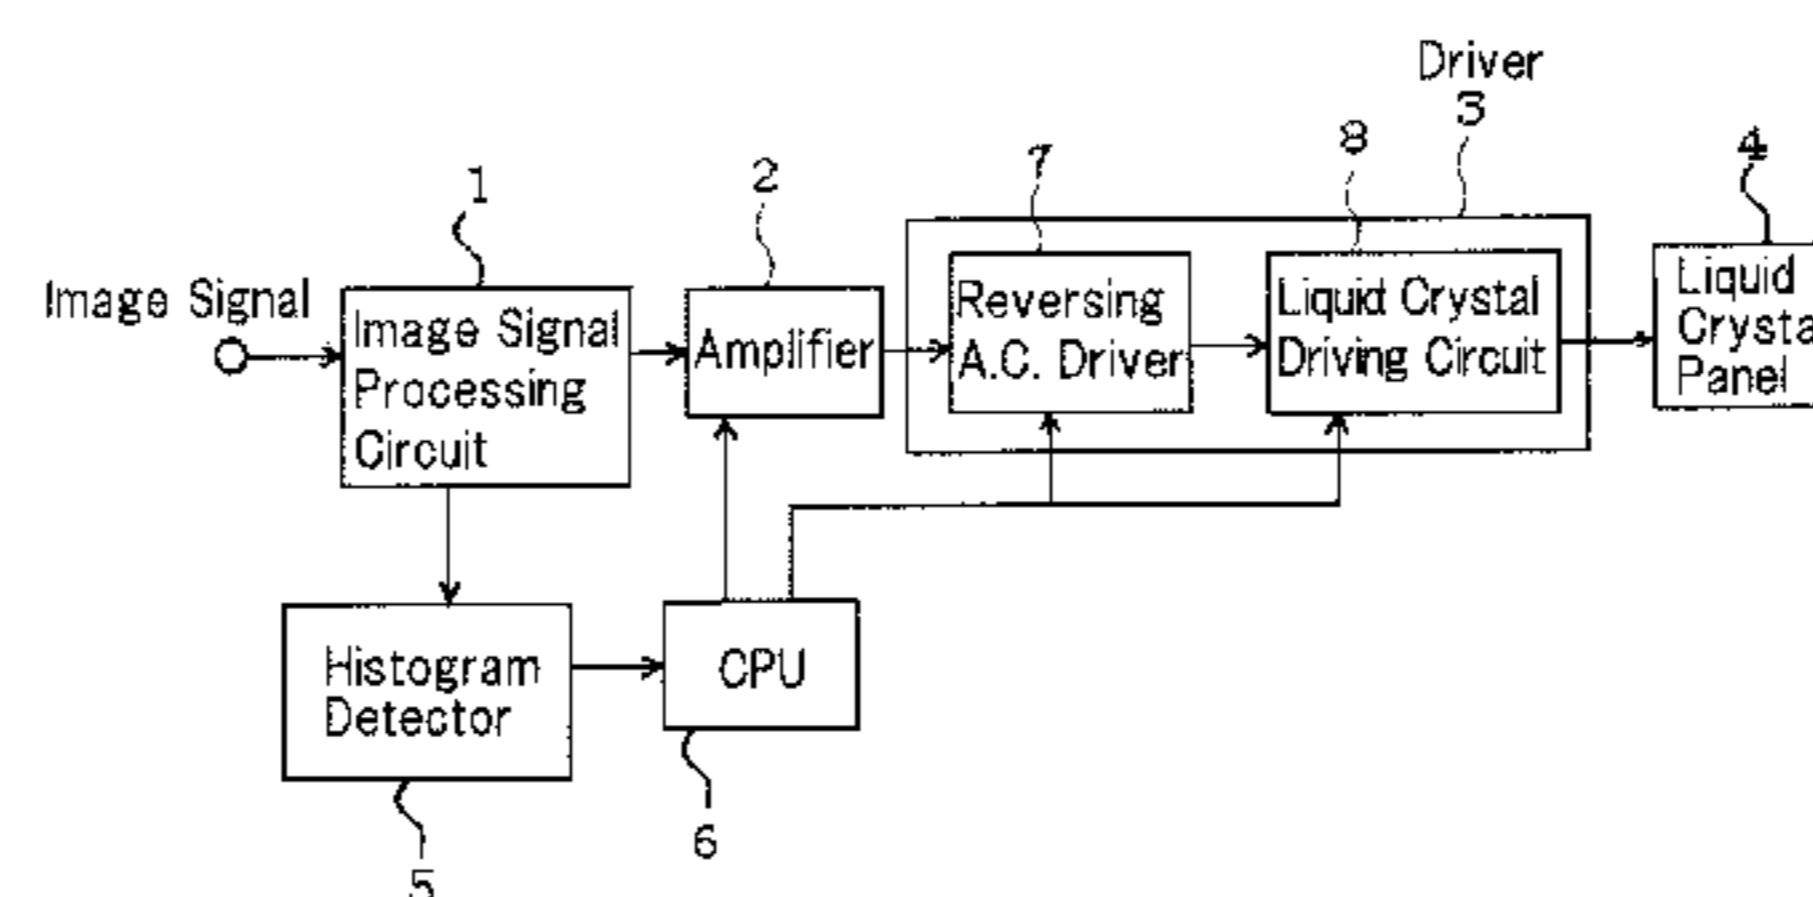 Driver
3
8
4
7
2
1
Image Signal
Image Signal
Processing
Circuit
Amplifier
Reversing
A.C. Driver
Liquid Crystal
Driving Circuit
Liquid
Crysta
Panel
Histogram
Detector
CPU
6
5